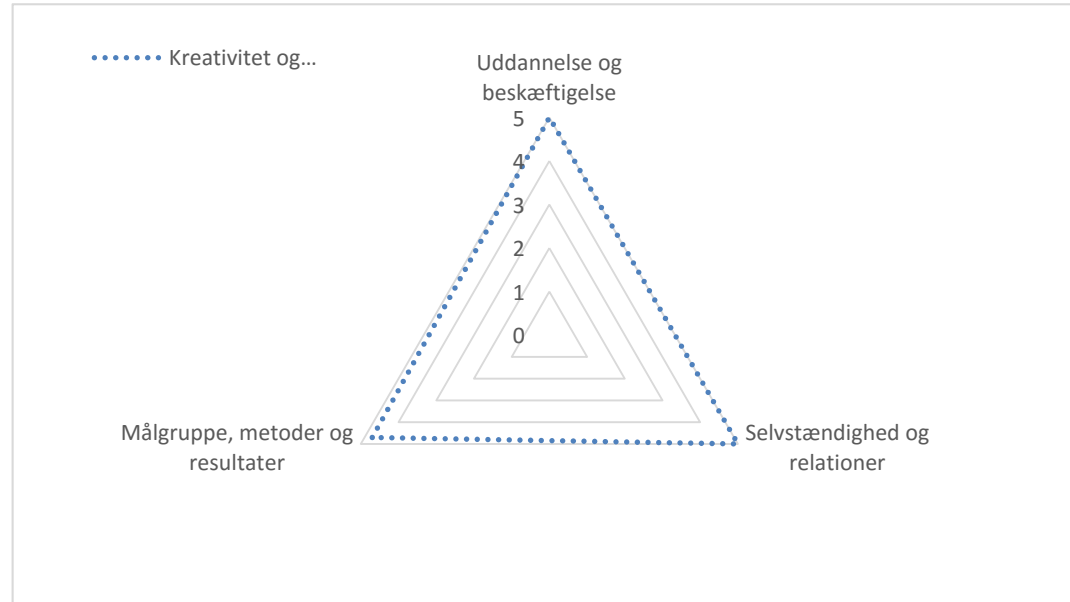 Kreativitet og...
Uddannelse og
beskæftigelse
5
4
3
2
1
0
Målgruppe, metoder og
resultater
Selvstændighed og
relationer